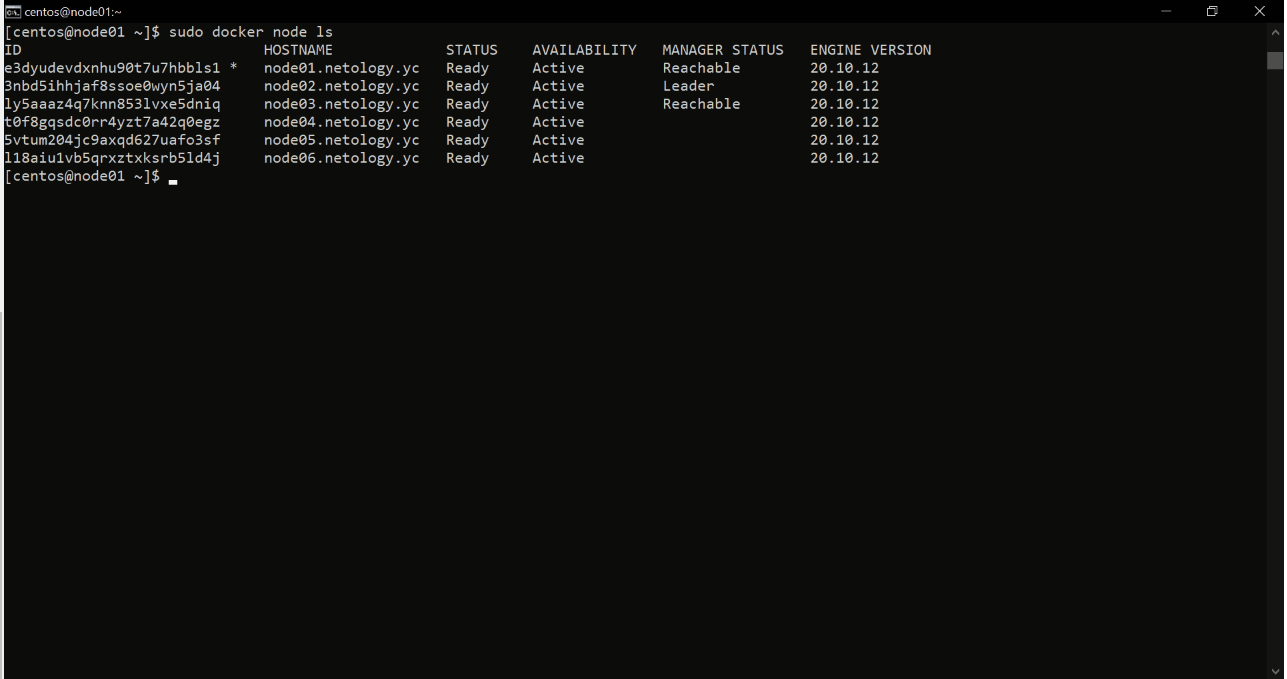 centos@node01:~
[centos@node01 ~]$ sudo docker node ls
ID                            HOSTNAME             STATUS    AVAILABILITY   MANAGER STATUS   ENGINE VERSION
e3dyudevdxnhu90t7u7hbbls1 *   node01.netology.yc   Ready     Active         Reachable        20.10.12
3nbd5ihhjaf8ssoe0wyn5ja04     node02.netology.yc   Ready     Active         Leader           20.10.12
ly5aaaz4q7knn853lvxe5dniq     node03.netology.yc   Ready     Active         Reachable        20.10.12
t0f8gqsdc0rr4yzt7a42q0egz     node04.netology.yc   Ready     Active                          20.10.12
5vtum204jc9axqd627uafo3sf     node05.netology.yc   Ready     Active                          20.10.12
l18aiu1vb5qrxztxksrb5ld4j     node06.netology.yc   Ready     Active                          20.10.12
[centos@node01 ~]$